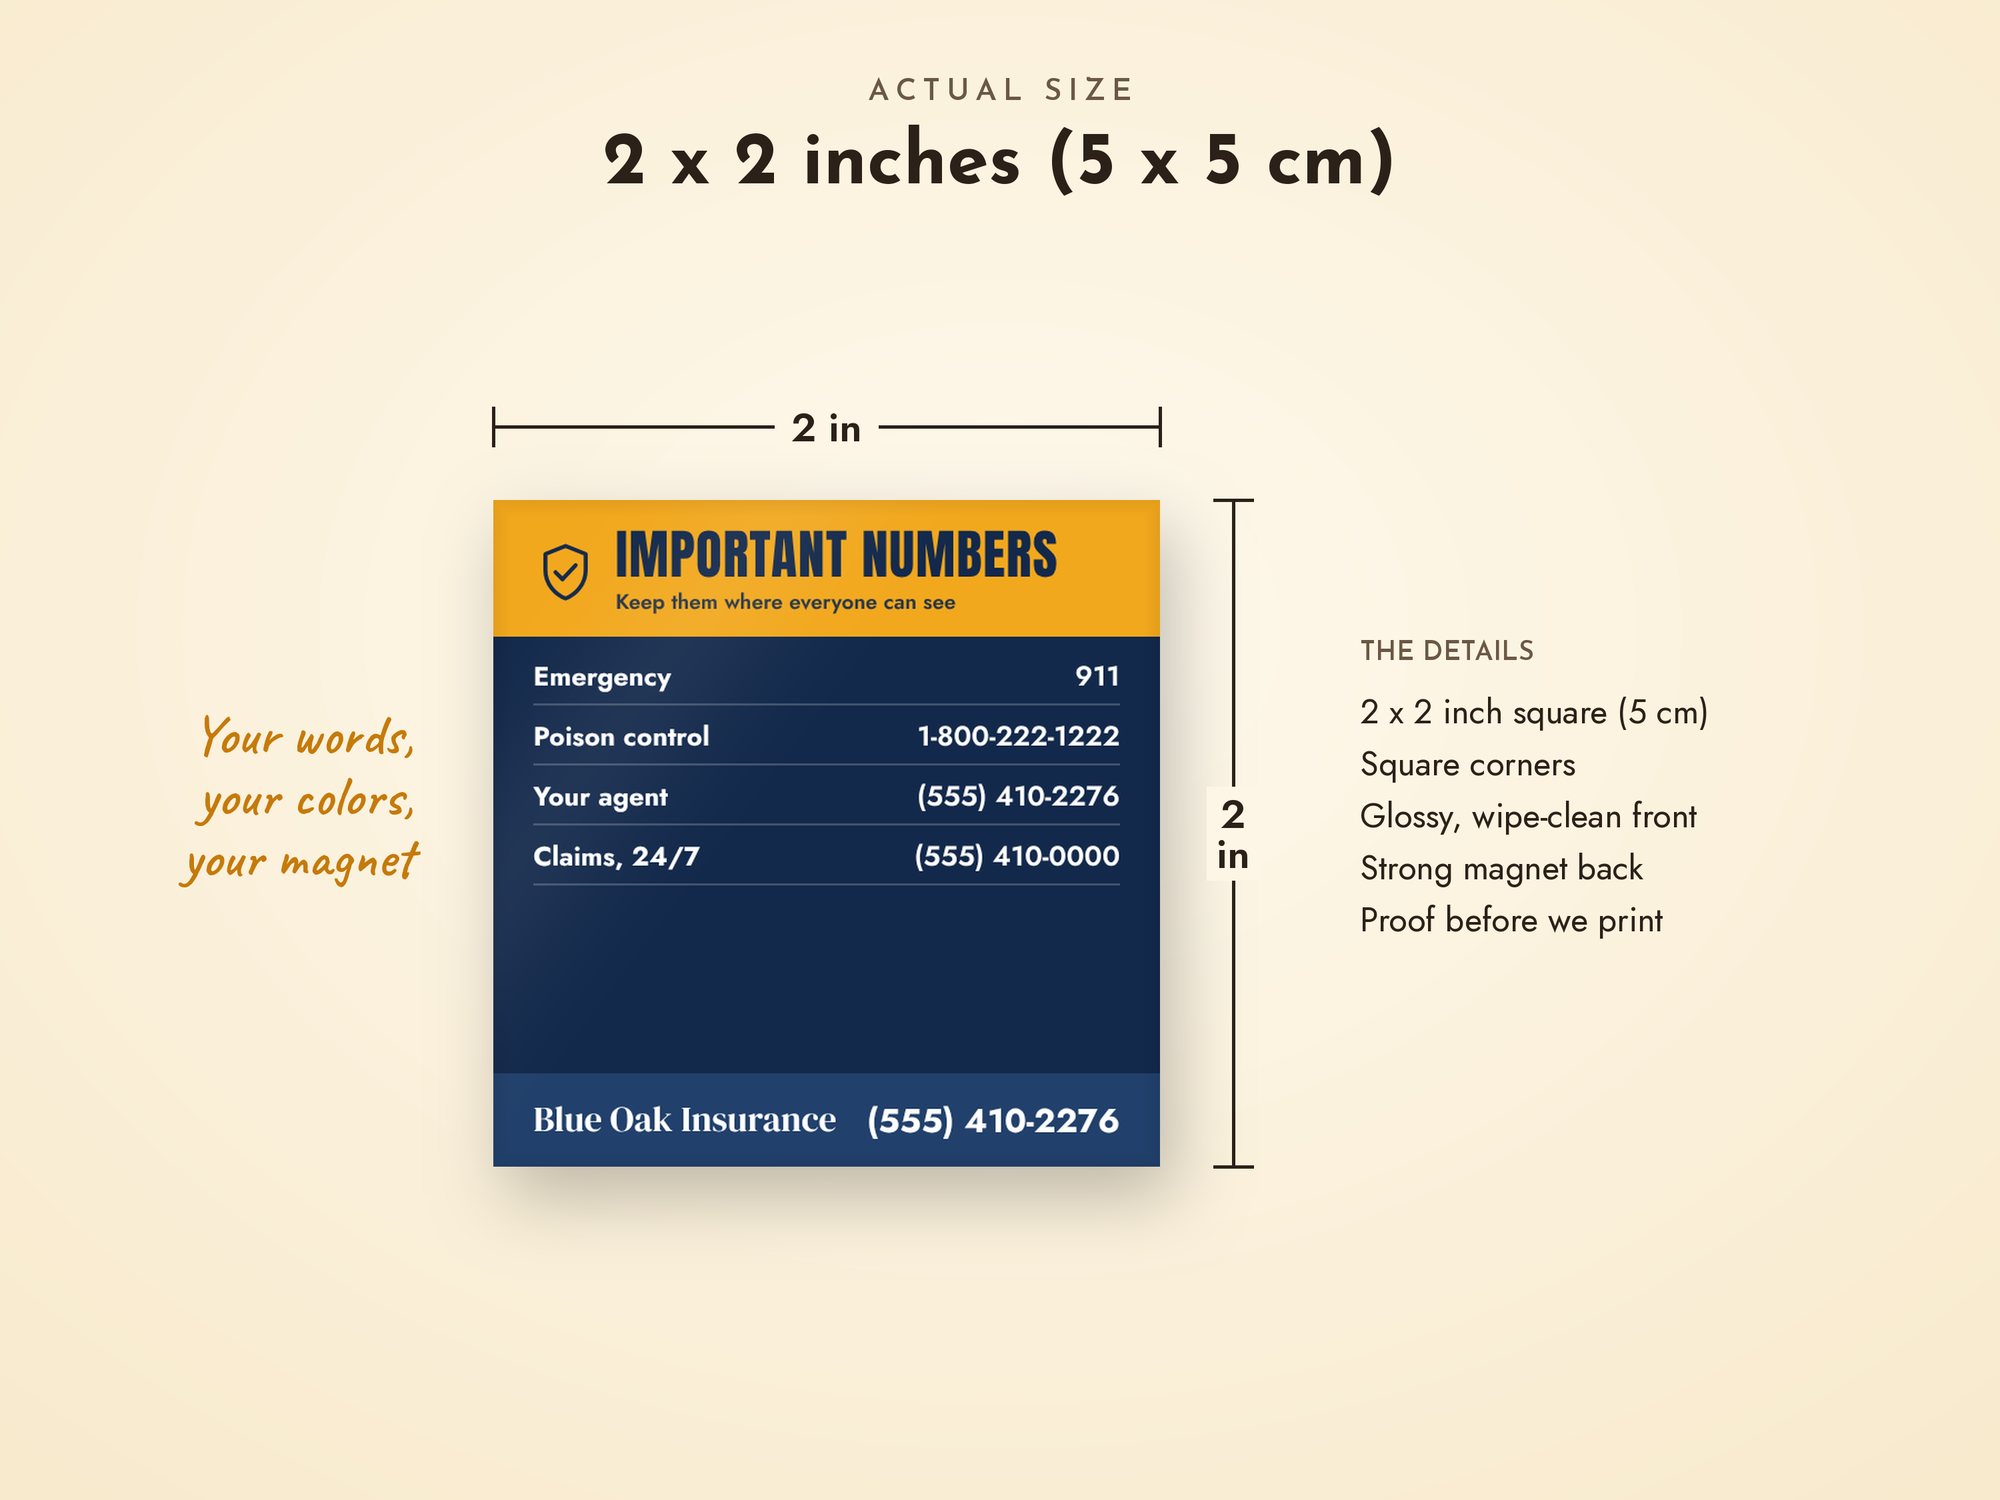 ACTUAL SIZE
2 x 2 inches (5 x 5 cm)
2 in
IMPORTANT NUMBERS
Keep them where everyone can see
Emergency 911
Poison control 1-800-222-1222
Your agent (555) 410-2276
Claims, 24/7 (555) 410-0000
Blue Oak Insurance (555) 410-2276
2
in
Your words,
your colors,
your magnet
THE DETAILS
2 x 2 inch square (5 cm)
Square corners
Glossy, wipe-clean front
Strong magnet back
Proof before we print